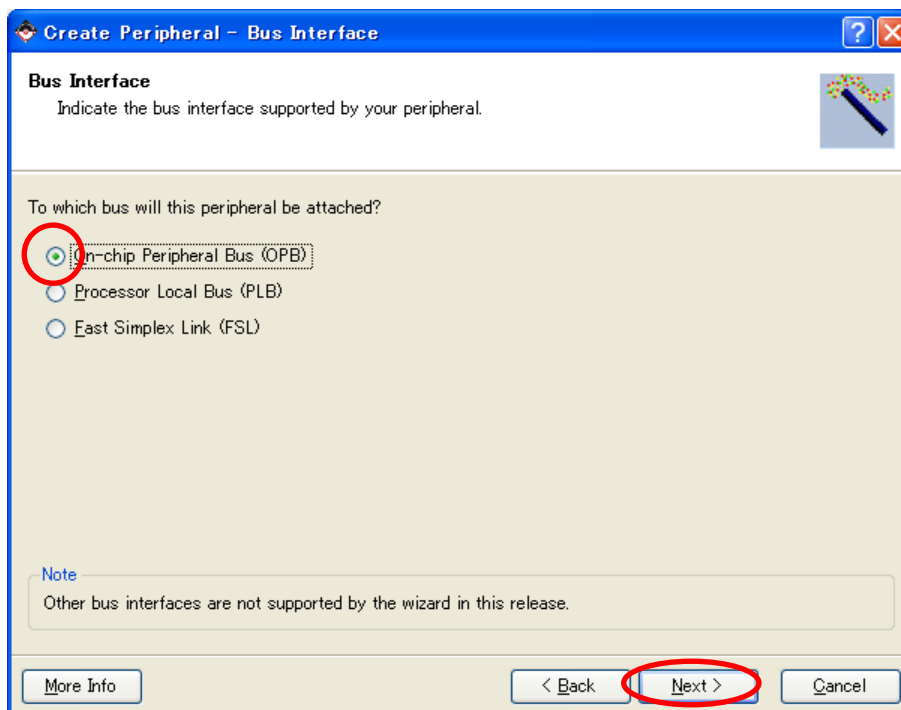 Create Peripheral - Bus Interface
Bus Interface
Indicate the bus interface supported by your peripheral.
To which bus will this peripheral be attached?
On-chip Peripheral Bus (OPB)
Processor Local Bus (PLB)
Fast Simplex Link (FSL)
Note
Other bus interfaces are not supported by the wizard in this release.
More Info
< Back
Next >
Cancel